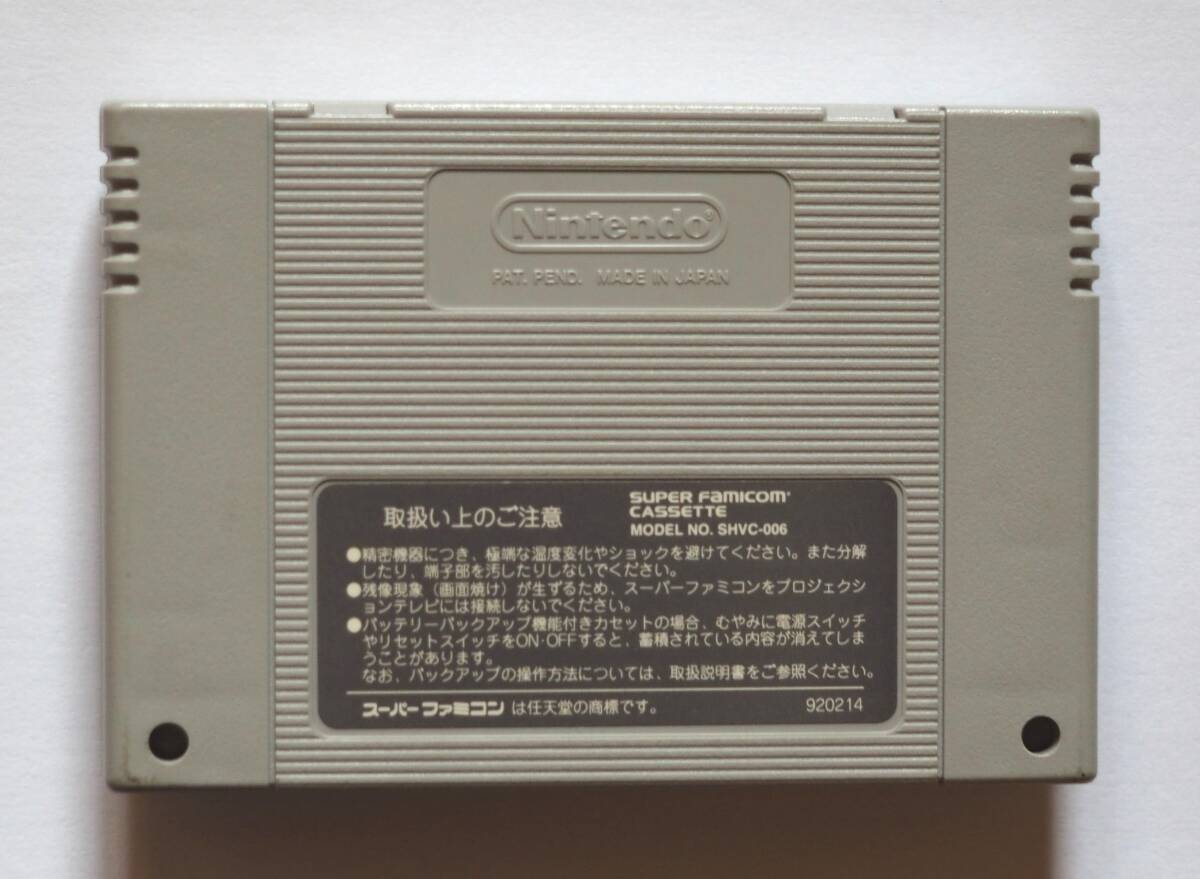 Nintendo®
PAT. PEND. MADE IN JAPAN
取扱い上のご注意
SUPER FAMICOM
CASSETTE
MODEL NO. SHVC-006
●精密機器につき、極端な温度変化やショックを避けてください。また分解
したり、端子部を汚したりしないでください。
●残像現象（画面焼け）が生ずるため、スーパーファミコンをプロジェクシ
ョンテレビには接続しないでください。
●バッテリーバックアップ機能付きカセットの場合、むやみに電源スイッチ
やリセットスイッチをON・OFFすると、蓄積されている内容が消えてしま
うことがあります。
なお、バックアップの操作方法については、取扱説明書をご参照ください。
スーパーファミコンは任天堂の商標です。 920214